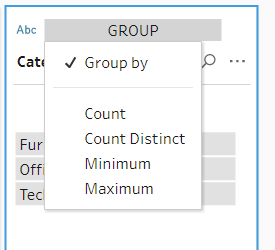 Abc GROUP
Cate ...
✓ Group by
Count
Count Distinct
Minimum
Maximum
Fur
Offi
Tec